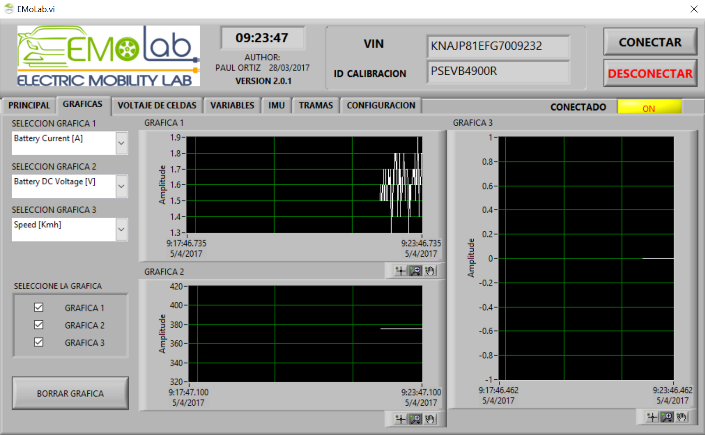 EMoLab.vi
EMOlab
ELECTRIC MOBILITY LAB
09:23:47
AUTHOR:
PAUL ORTIZ 28/03/2017
VERSION 2.0.1
VIN
KNAJP81EFG7009232
ID CALIBRACION
PSEVB4900R
CONECTAR
DESCONECTAR
PRINCIPAL
GRAFICAS
VOLTAJE DE CELDAS
VARIABLES
IMU
TRAMAS
CONFIGURACION
CONECTADO
ON
SELECCION GRAFICA 1
Battery Current [A]
SELECCION GRAFICA 2
Battery DC Voltage [V]
SELECCION GRAFICA 3
Speed [Kmh]
SELECCIONE LA GRAFICA
GRAFICA 1
GRAFICA 2
GRAFICA 3
BORRAR GRAFICA
GRAFICA 1
Amplitude
1.9
1.8
1.7
1.6
1.5
1.4
1.3
9:17:46.735
5/4/2017
9:23:46.735
5/4/2017
GRAFICA 2
Amplitude
420
400
380
360
340
320
9:17:47.100
5/4/2017
9:23:47.100
5/4/2017
GRAFICA 3
Amplitude
1
0.8
0.6
0.4
0.2
0
-0.2
-0.4
-0.6
-0.8
-1
9:17:46.462
5/4/2017
9:23:46.462
5/4/2017